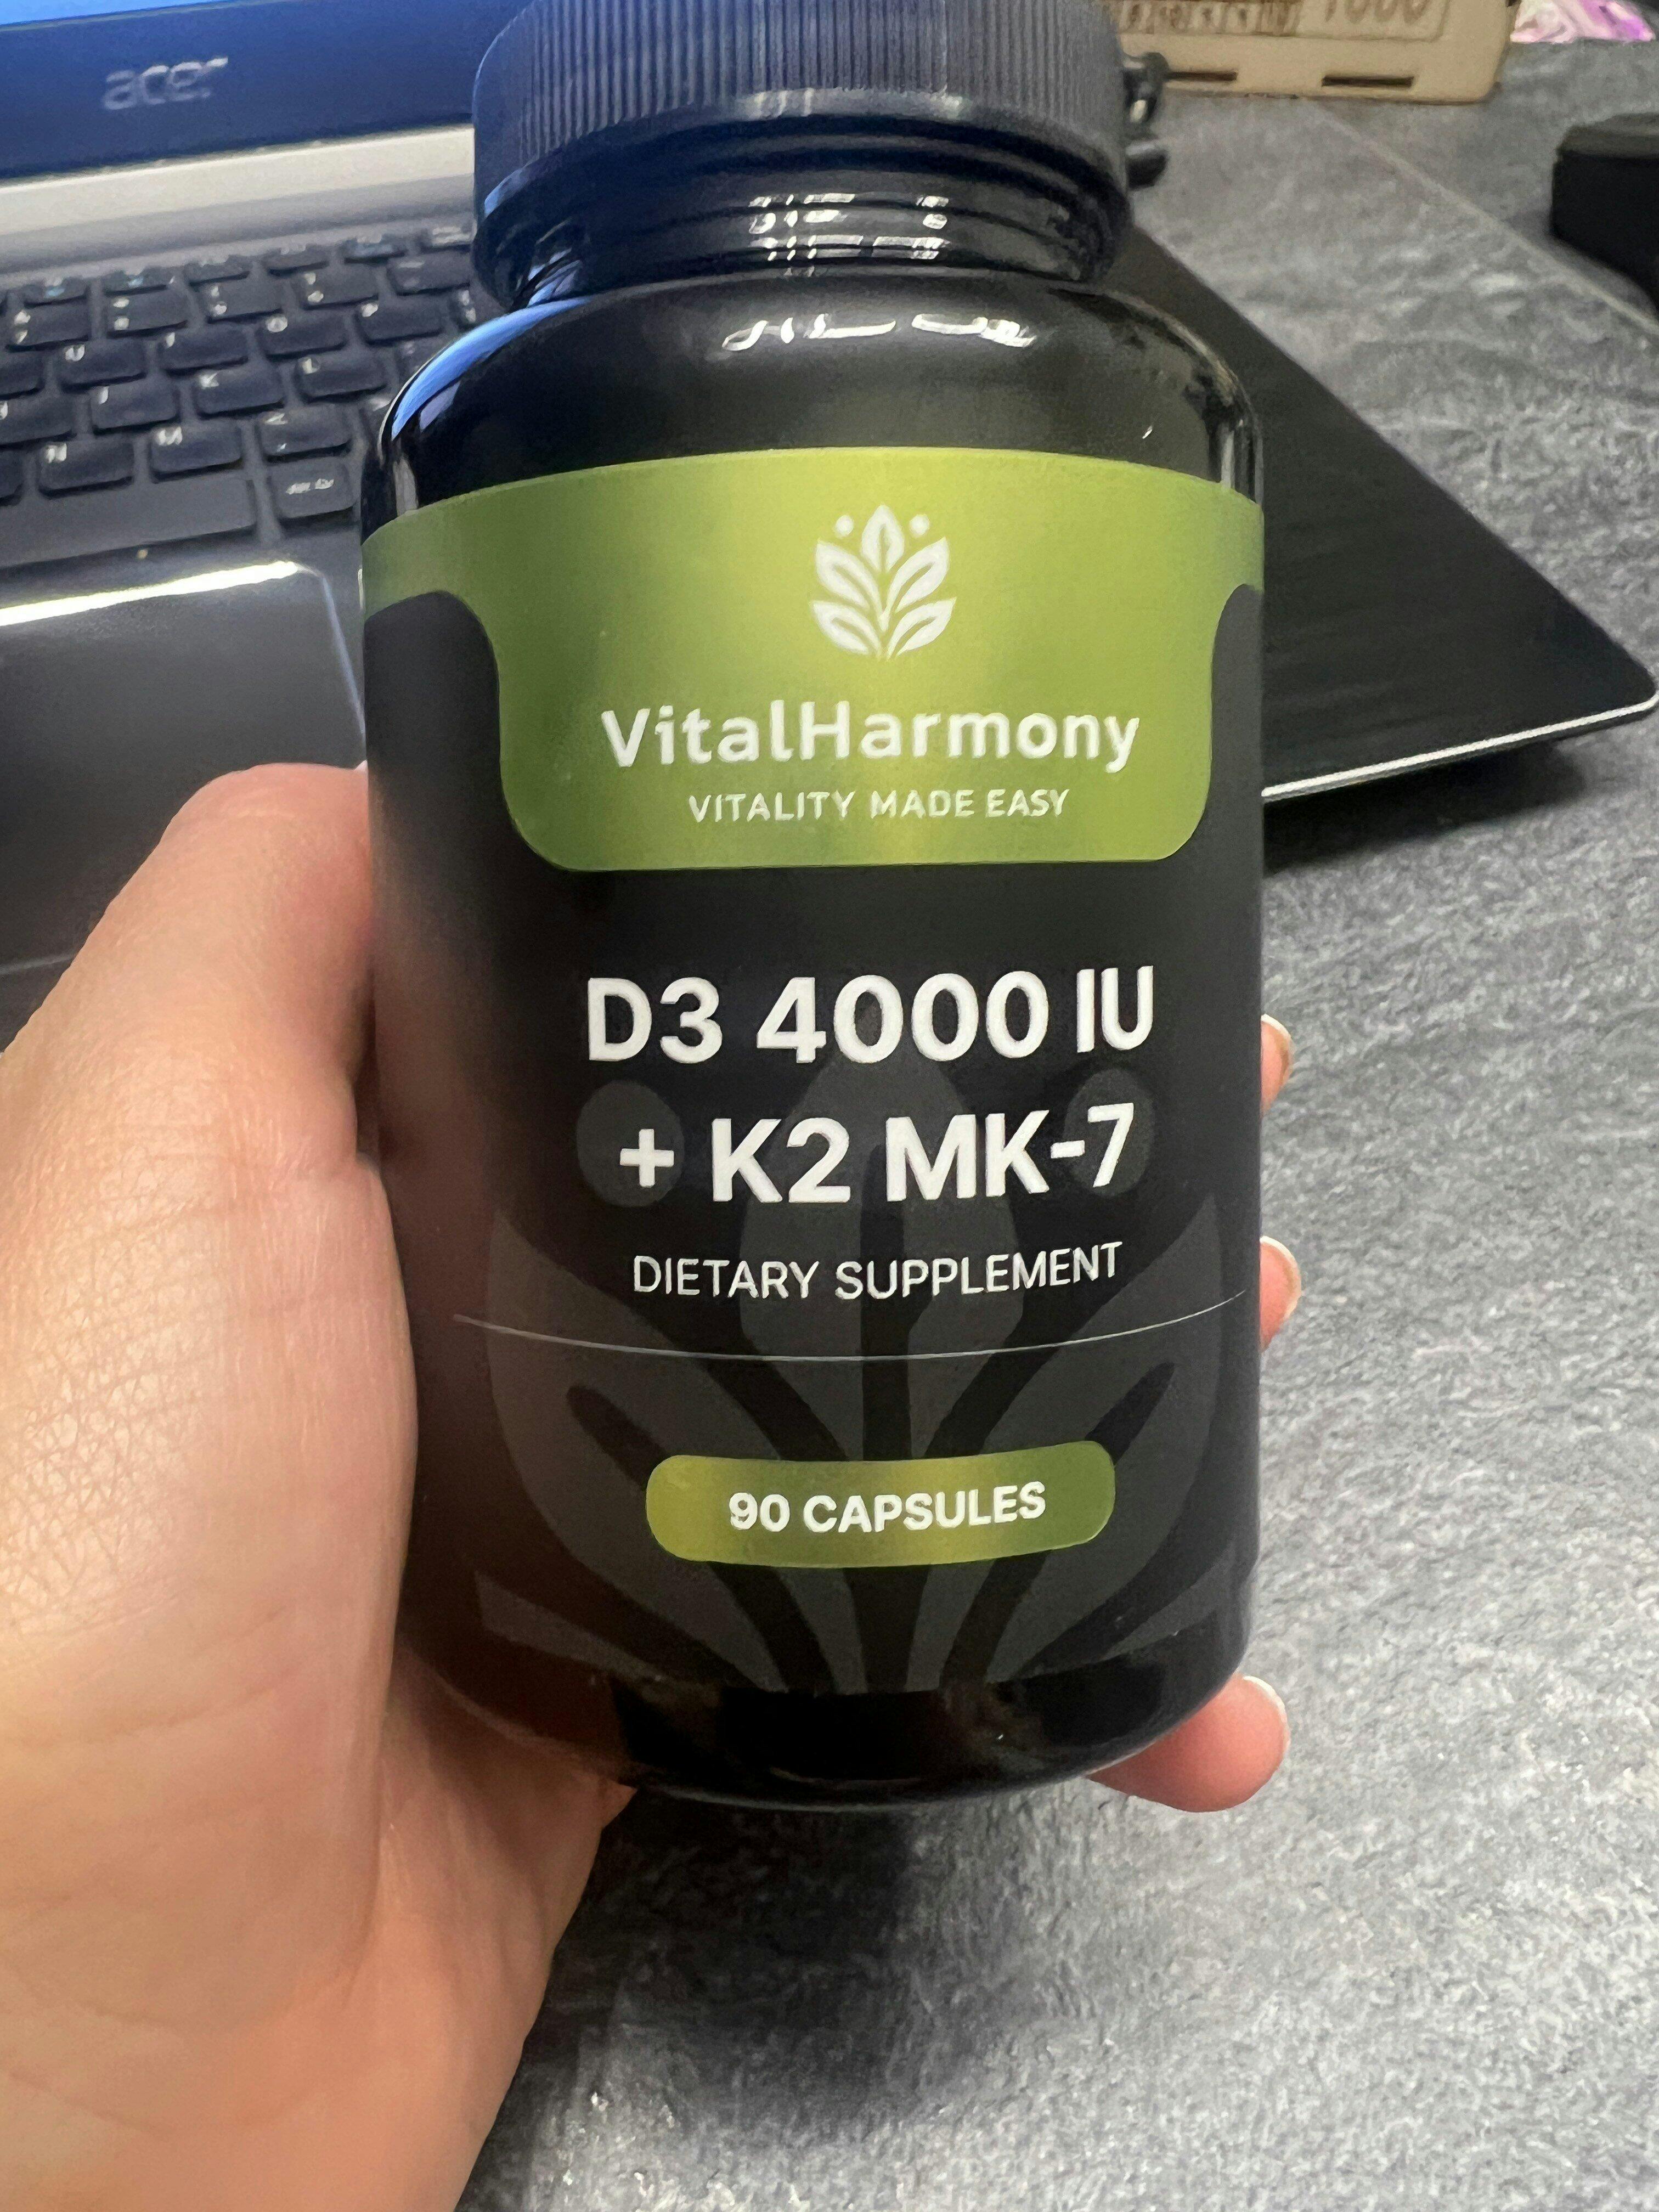 acer
VitalHarmony
VITALITY MADE EASY
D3 4000 IU
+ K2 MK-7
DIETARY SUPPLEMENT
90 CAPSULES